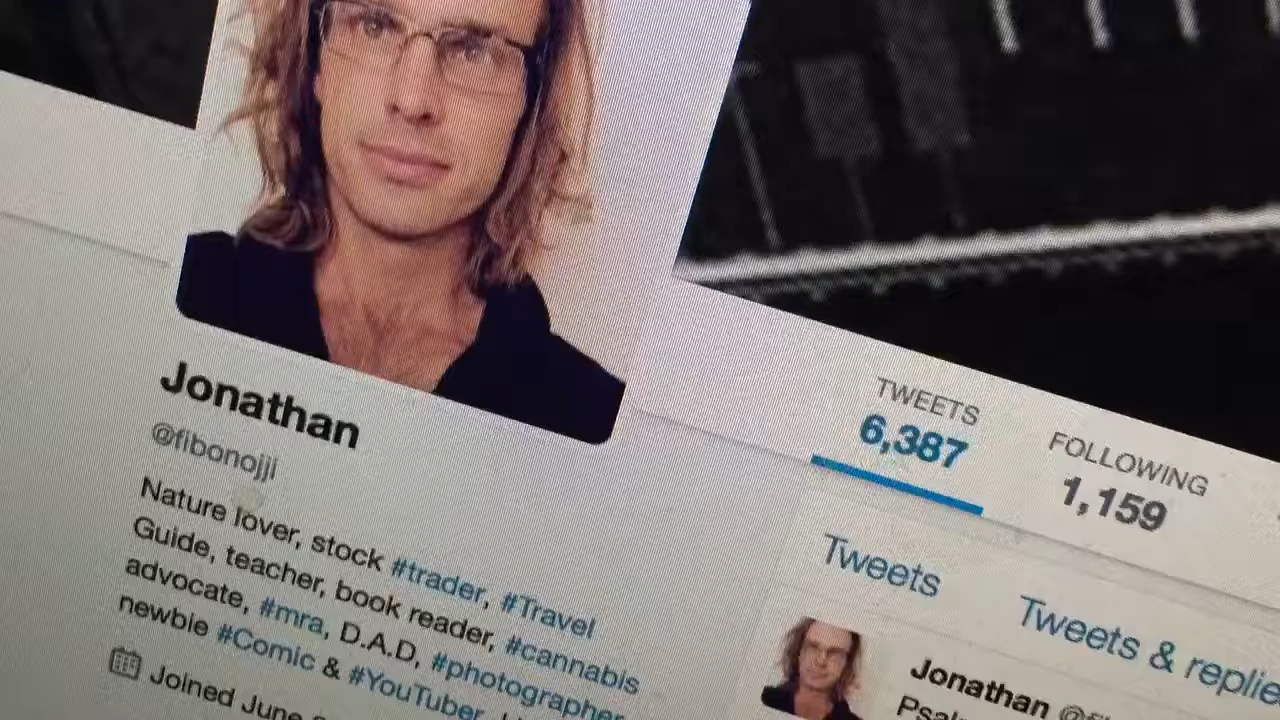 Jonathan
@fibonojji
Nature lover, stock #trader, #Travel
Guide, teacher, book reader, #cannabis
advocate, #mra, D.A.D, #photographer
newbie #Comic & #YouTuber
Joined June
TWEETS
6,387
FOLLOWING
1,159
Tweets
Tweets & replie
Jonathan